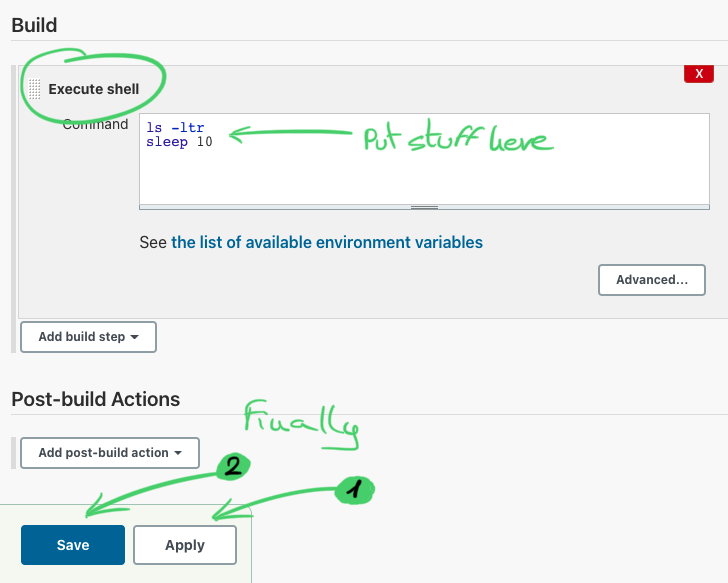 Build
Execute shell
X
Command
ls -ltr
sleep 10
Put stuff here
See the list of available environment variables
Advanced...
Add build step
Post-build Actions
Finally
Add post-build action
2
1
Save
Apply